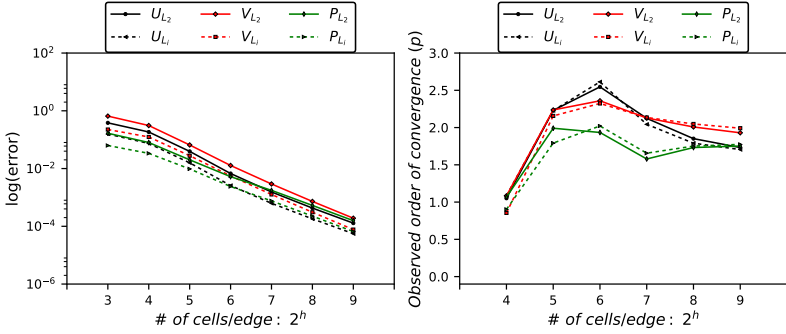 U_{L_2} V_{L_2} P_{L_2}
U_{L_i} V_{L_i} P_{L_i}
10^2
10^0
10^{-2}
10^{-4}
10^{-6}
log(error)
3 4 5 6 7 8 9
# of cells/edge: 2^h
U_{L_2} V_{L_2} P_{L_2}
U_{L_i} V_{L_i} P_{L_i}
3.0
2.5
2.0
1.5
1.0
0.5
0.0
Observed order of convergence (p)
4 5 6 7 8 9
# of cells/edge: 2^h